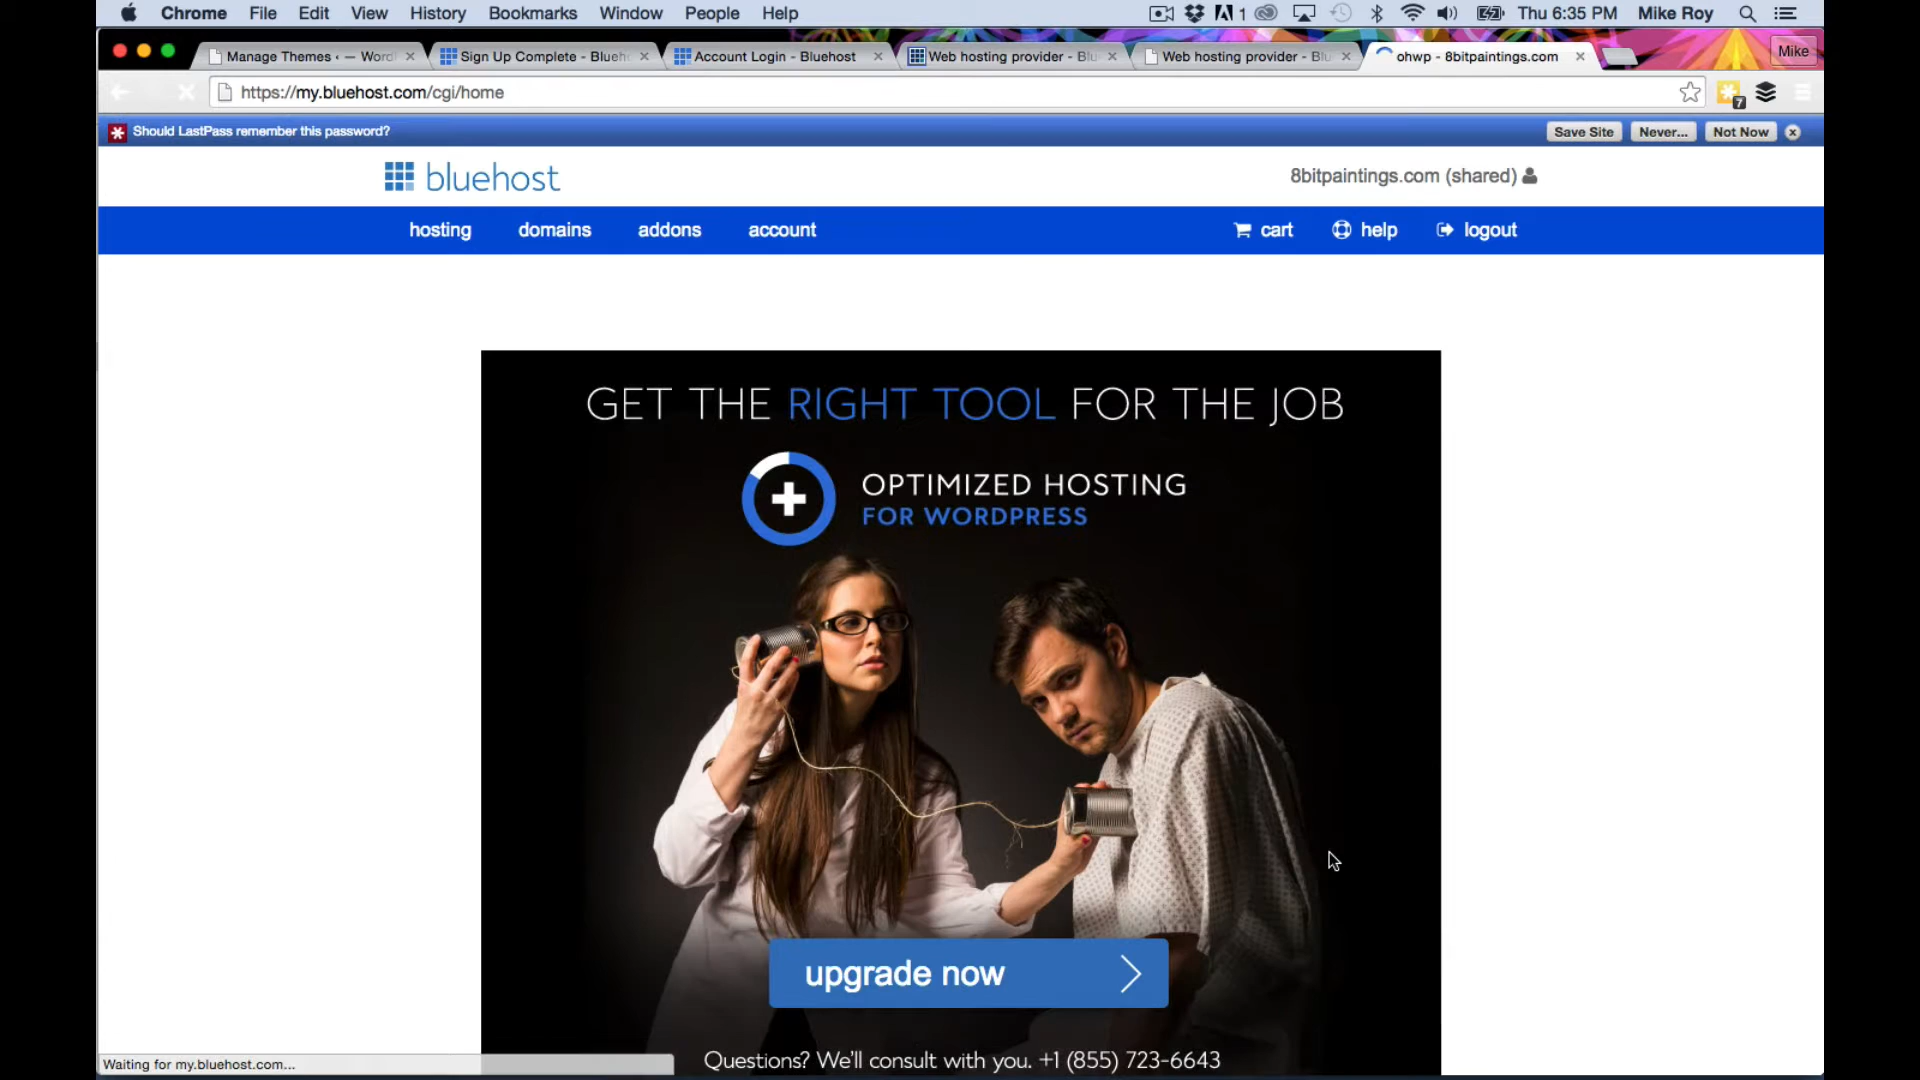 Chrome File Edit View History Bookmarks Window People Help 1 Thu 6:35 PM Mike Roy
Manage Themes ‹ — Word Sign Up Complete - Blueh Account Login - Bluehost Web hosting provider - Blu Web hosting provider - Blu ohwp - 8bitpaintings.com Mike
https://my.bluehost.com/cgi/home 7
Should LastPass remember this password? Save Site Never... Not Now
bluehost 8bitpaintings.com (shared)
hosting domains addons account cart help logout
GET THE RIGHT TOOL FOR THE JOB
OPTIMIZED HOSTING
FOR WORDPRESS
upgrade now
Questions? We'll consult with you. +1 (855) 723-6643
Waiting for my.bluehost.com...